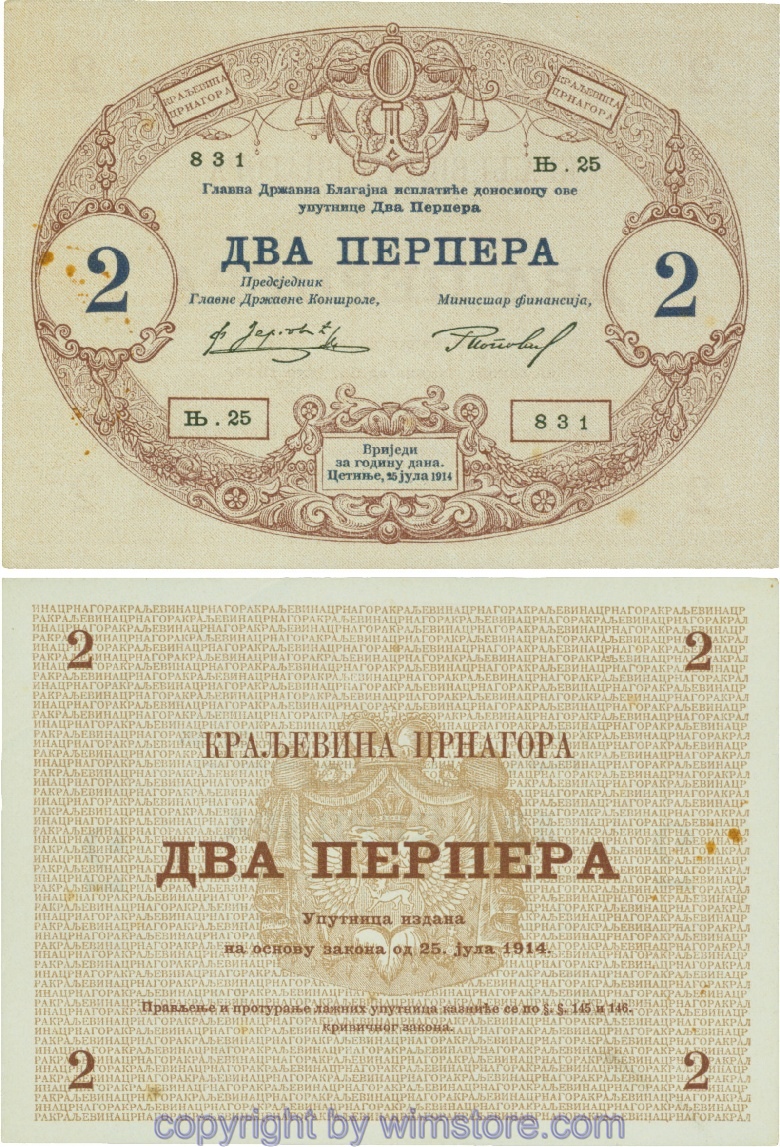 КРАЉЕВИНА
ЦРНАГОРА
КРАЉЕВИНА
ЦРНАГОРА
831
Њ.25
Главна Државна Благајна исплатиће доносиоцу ове
упутнице Два Перпера
ДВА ПЕРПЕРА
2
2
Предсједник
Главне Државне Контроле,
Министар финансија,
Њ.25
831
Вриједи
за годину дана.
Цетиње, 25 јула 1914
2
2
КРАЉЕВИНА ЦРНАГОРА
ДВА ПЕРПЕРА
Упутница издана
на основу закона од 25. јула 1914.
Прављење и протурање лажних упутница казниће се по §. §. 145 и 146.
кривичног закона.
2
2
copyright by wimstore.com